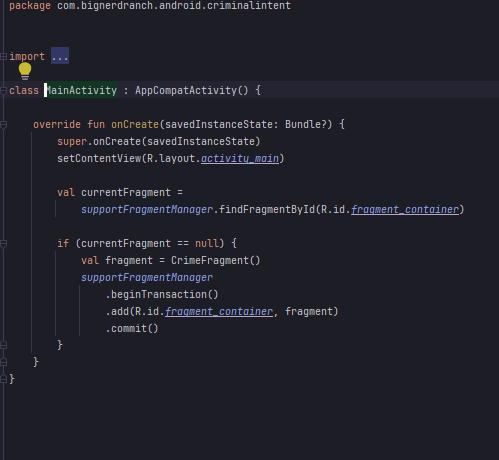 package com.bignerdranch.android.criminalintent
import ...
class MainActivity : AppCompatActivity() {
override fun onCreate(savedInstanceState: Bundle?) {
super.onCreate(savedInstanceState)
setContentView(R.layout.activity_main)
val currentFragment =
supportFragmentManager.findFragmentById(R.id.fragment_container)
if (currentFragment == null) {
val fragment = CrimeFragment()
supportFragmentManager
.beginTransaction()
.add(R.id.fragment_container, fragment)
.commit()
}
}
}